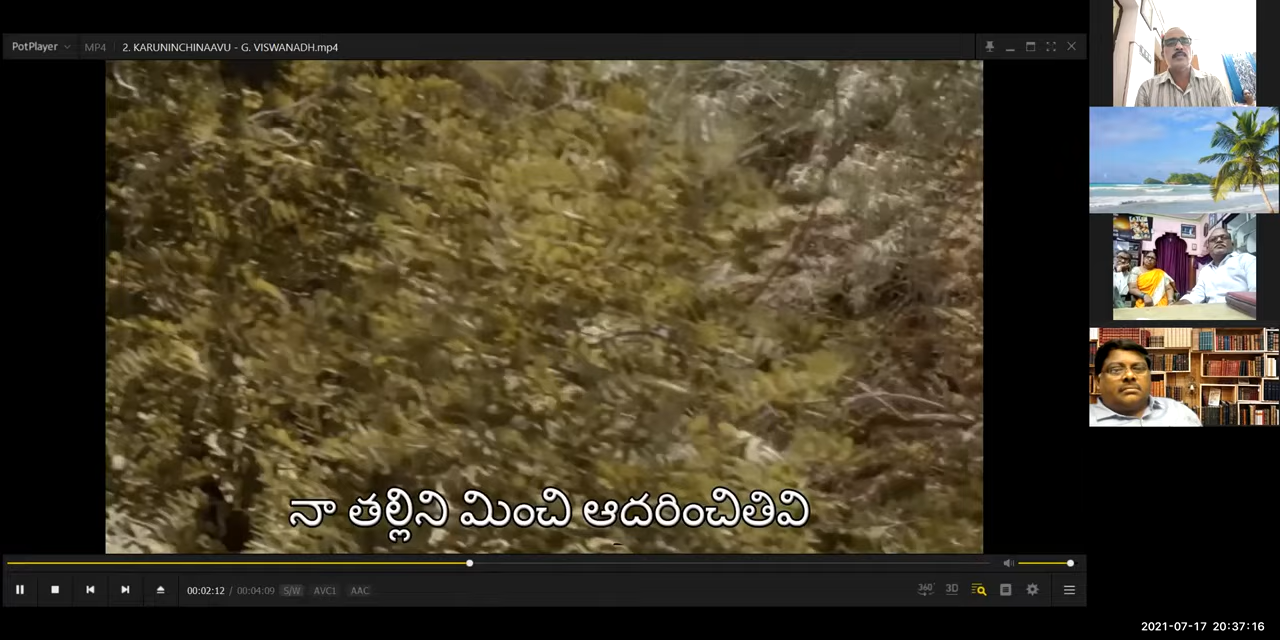 PotPlayer MP4 2. KARUNINCHINAAVU - G. VISWANADH.mp4
నా తల్లిని మించి ఆదరించితివి
00:02:12 / 00:04:09 S/W AVC1 AAC
360° 3D
2021-07-17 20:37:16